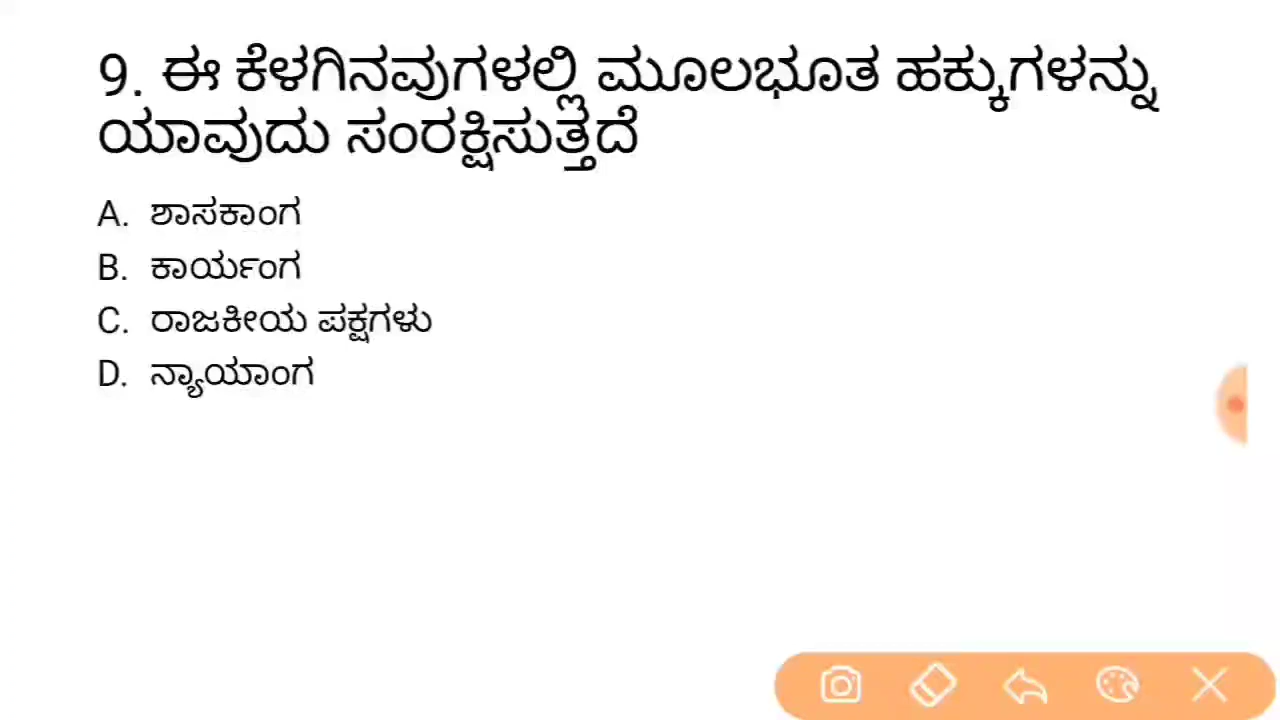 9. ಈ ಕೆಳಗಿನವುಗಳಲ್ಲಿ ಮೂಲಭೂತ ಹಕ್ಕುಗಳನ್ನು
ಯಾವುದು ಸಂರಕ್ಷಿಸುತ್ತದೆ
A. ಶಾಸಕಾಂಗ
B. ಕಾರ್ಯಂಗ
C. ರಾಜಕೀಯ ಪಕ್ಷಗಳು
D. ನ್ಯಾಯಾಂಗ